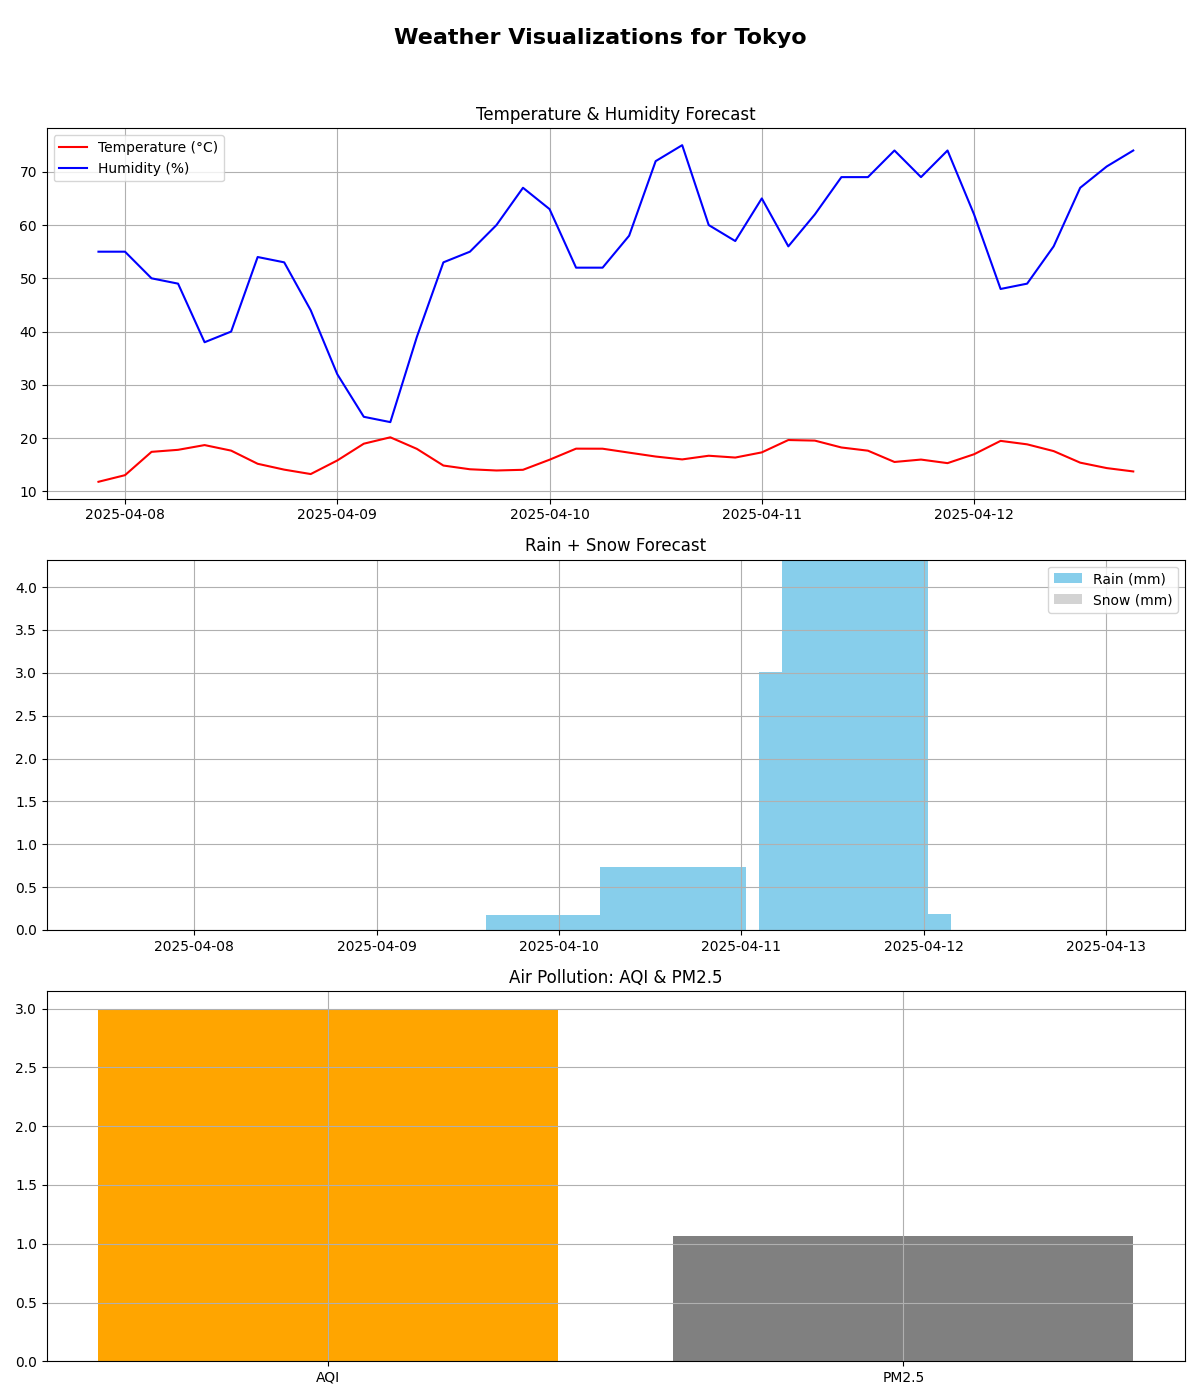 Weather Visualizations for Tokyo
Temperature & Humidity Forecast
Temperature (°C)
Humidity (%)
70
60
50
40
30
20
10
2025-04-08 2025-04-09 2025-04-10 2025-04-11 2025-04-12
Rain + Snow Forecast
Rain (mm)
Snow (mm)
4.0
3.5
3.0
2.5
2.0
1.5
1.0
0.5
0.0
2025-04-08 2025-04-09 2025-04-10 2025-04-11 2025-04-12 2025-04-13
Air Pollution: AQI & PM2.5
3.0
2.5
2.0
1.5
1.0
0.5
0.0
AQI PM2.5